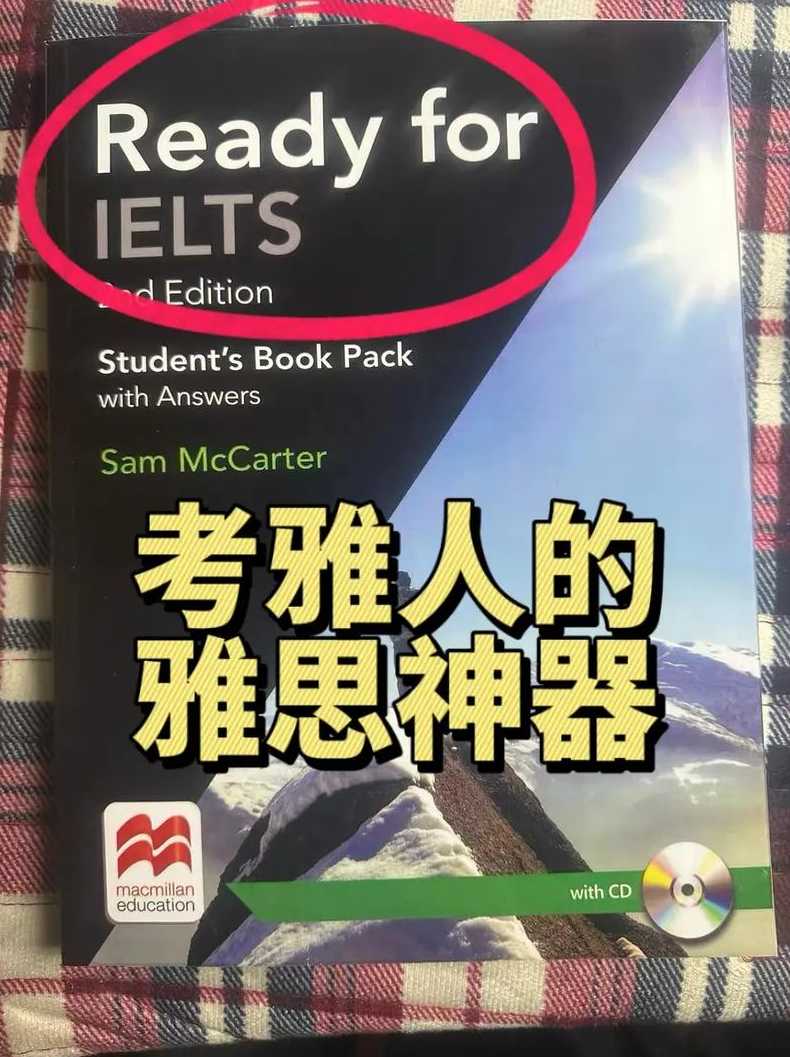 Ready for
IELTS
2nd Edition
Student's Book Pack
with Answers
Sam McCarter
考雅人的
雅思神器
macmillan
education
with CD